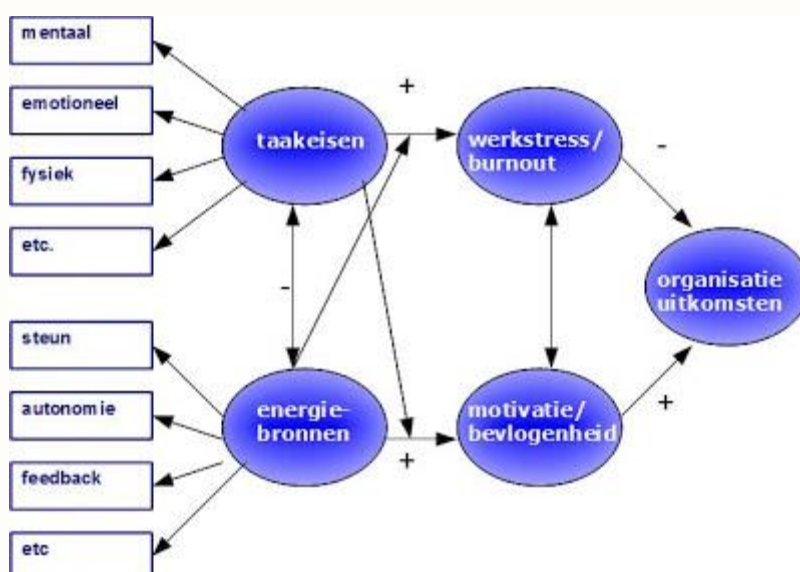 mentaal
emotioneel
fysiek
etc.
steun
autonomie
feedback
etc
taakeisen
+
werkstress/
burnout
-
-
organisatie
uitkomsten
energie-
bronnen
+
motivatie/
bevlogenheid
+